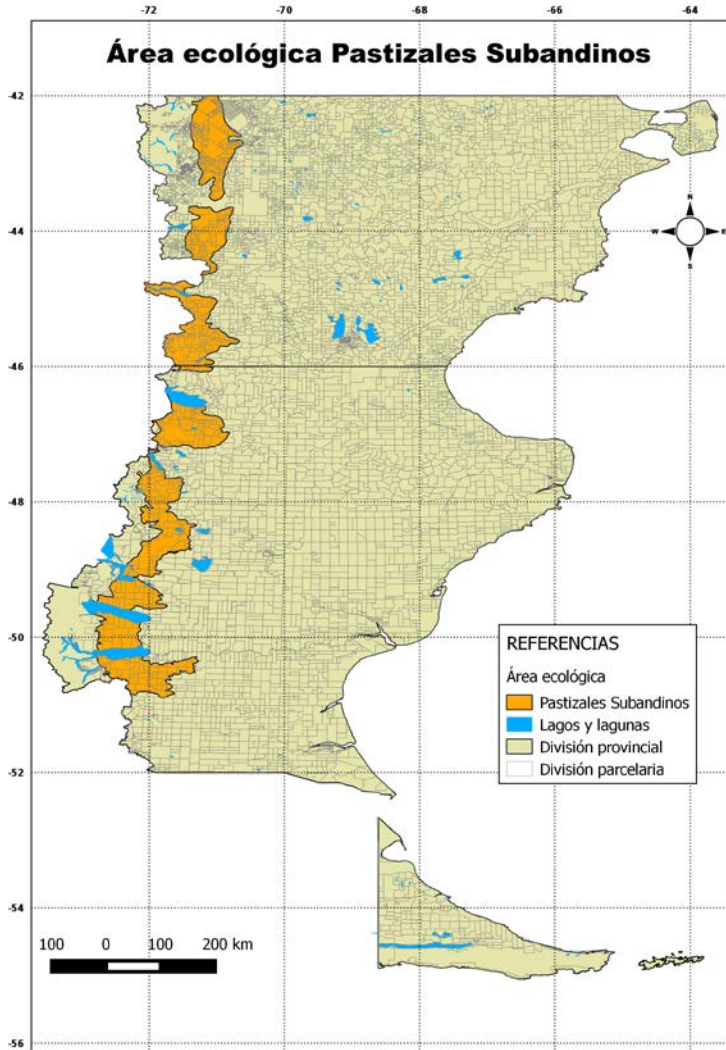 -72 -70 -68 -66 -64
Área ecológica Pastizales Subandinos
-42
N
-44
W E
S
-46
-48
-50
REFERENCIAS
Área ecológica
Pastizales Subandinos
Lagos y lagunas
División provincial
División parcelaria
-52
-54
100 0 100 200 km
-56